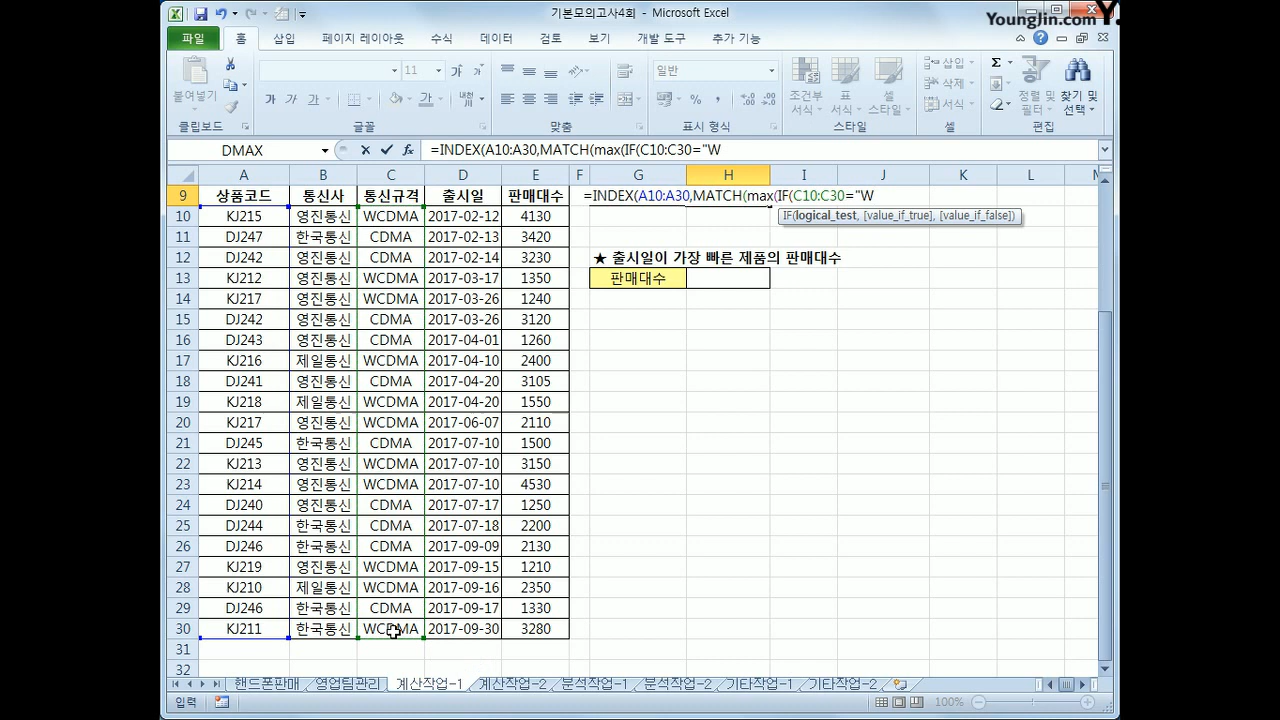 기본모의고사4회 - Microsoft Excel
YoungJin.com Y.
파일 홈 삽입 페이지 레이아웃 수식 데이터 검토 보기 개발 도구 추가 기능
붙여넣기 11 가 가 가 가 가 내천 일반 % , 조건부 서식 표 서식 셀 스타일 삽입 삭제 서식 Σ 정렬 및 필터 찾기 및 선택
클립보드 글꼴 맞춤 표시 형식 스타일 셀 편집
DMAX fx =INDEX(A10:A30,MATCH(max(IF(C10:C30="W
A B C D E F G H I J K L M
9 상품코드 통신사 통신규격 출시일 판매대수 =INDEX(A10:A30,MATCH(max(IF(C10:C30="W
10 KJ215 영진통신 WCDMA 2017-02-12 4130 IF(logical_test, [value_if_true], [value_if_false])
11 DJ247 한국통신 CDMA 2017-02-13 3420
12 DJ242 영진통신 CDMA 2017-02-14 3230 ★ 출시일이 가장 빠른 제품의 판매대수
13 KJ212 영진통신 WCDMA 2017-03-17 1350 판매대수
14 KJ217 영진통신 WCDMA 2017-03-26 1240
15 DJ242 영진통신 CDMA 2017-03-26 3120
16 DJ243 영진통신 CDMA 2017-04-01 1260
17 KJ216 제일통신 WCDMA 2017-04-10 2400
18 DJ241 영진통신 CDMA 2017-04-20 3105
19 KJ218 제일통신 WCDMA 2017-04-20 1550
20 KJ217 영진통신 WCDMA 2017-06-07 2110
21 DJ245 한국통신 CDMA 2017-07-10 1500
22 KJ213 영진통신 WCDMA 2017-07-10 3150
23 KJ214 영진통신 WCDMA 2017-07-10 4530
24 DJ240 영진통신 CDMA 2017-07-17 1250
25 DJ244 한국통신 CDMA 2017-07-18 2200
26 DJ246 한국통신 CDMA 2017-09-09 2130
27 KJ219 영진통신 WCDMA 2017-09-15 1210
28 KJ210 제일통신 WCDMA 2017-09-16 2350
29 DJ246 한국통신 CDMA 2017-09-17 1330
30 KJ211 한국통신 WCDMA 2017-09-30 3280
31
32
핸드폰판매 영업팀관리 계산작업-1 계산작업-2 분석작업-1 분석작업-2 기타작업-1 기타작업-2
입력 100%